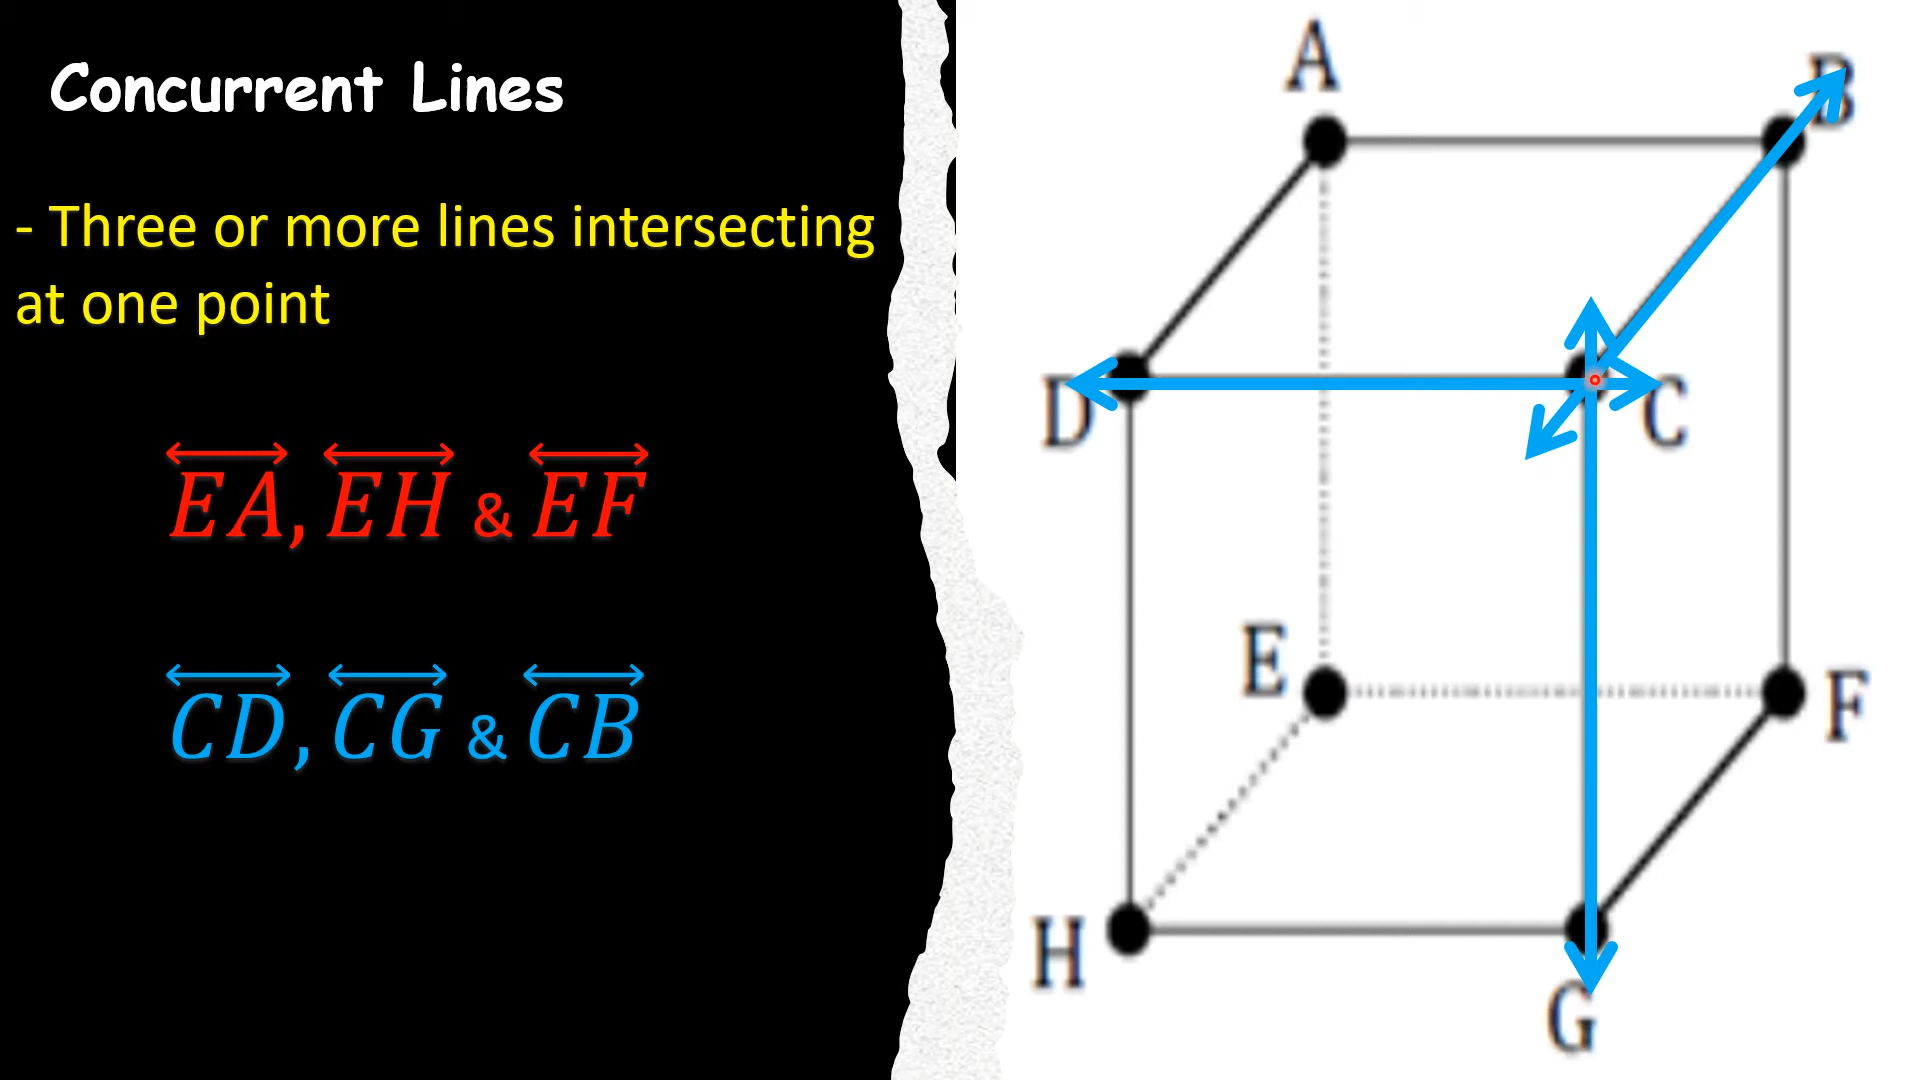 Concurrent Lines
- Three or more lines intersecting
at one point
EA, EH & EF
CD, CG & CB
A
B
D
C
E
F
H
G